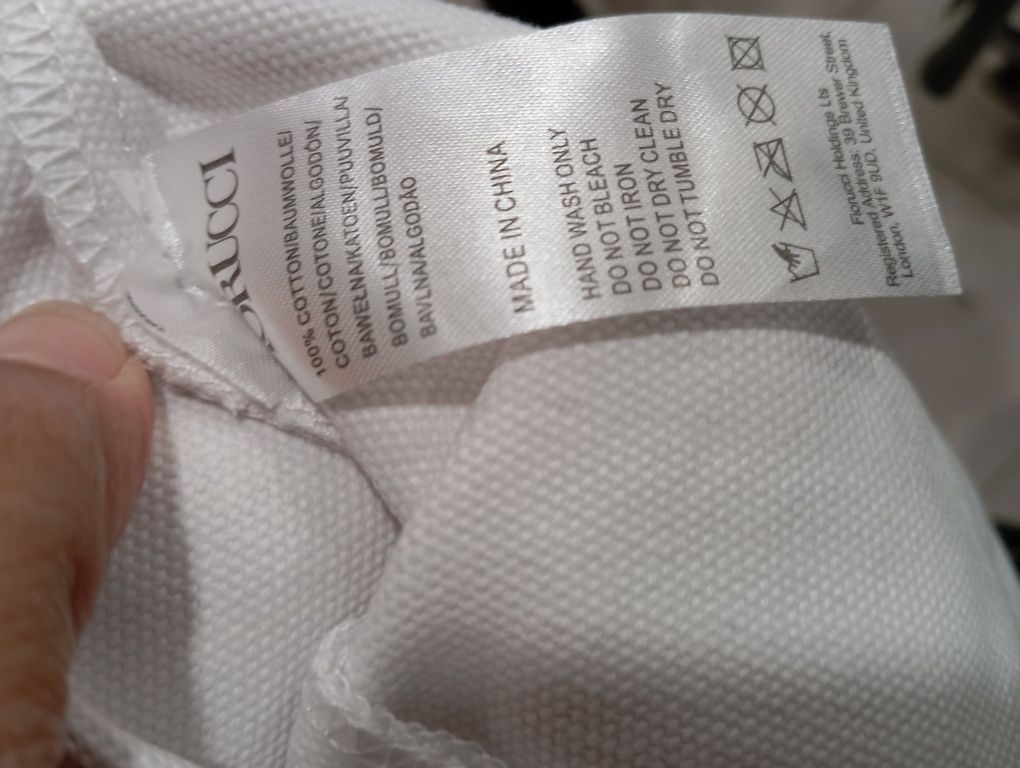 ORUCCI
100% COTTON/BAUMWOLLE/
COTON/COTONE/ALGODÓN/
BAWEŁNA/KATOEN/PUUVILLA/
BOMULL/BOMULL/BOMULD/
BAVLNA/ALGODÃO
MADE IN CHINA
HAND WASH ONLY
DO NOT BLEACH
DO NOT IRON
DO NOT DRY CLEAN
DO NOT TUMBLE DRY
Fiorucci Holdings Lts
Registered Address: 39 Brewer Street,
London, W1F 9UD, United Kingdom